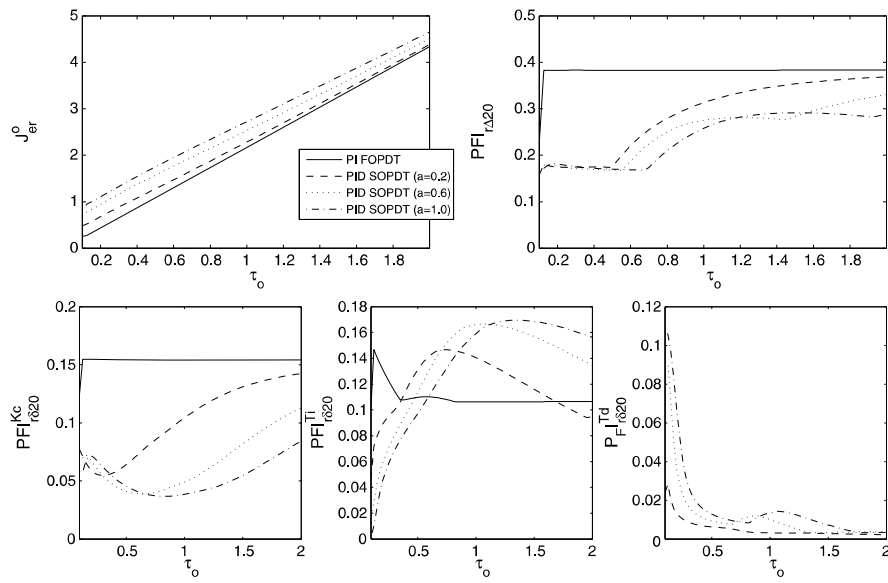 5
4
3
2
1
0
J^o_er
0.2 0.4 0.6 0.8 1 1.2 1.4 1.6 1.8
τ_o
PI FOPDT
PID SOPDT (a=0.2)
PID SOPDT (a=0.6)
PID SOPDT (a=1.0)
0.5
0.4
0.3
0.2
0.1
0
PFI_rΔ20
0.2 0.4 0.6 0.8 1 1.2 1.4 1.6 1.8
τ_o
0.2
0.15
0.1
0.05
0
PFI^Kc_rδ20
0.5 1 1.5 2
τ_o
0.18
0.16
0.14
0.12
0.1
0.08
0.06
0.04
0.02
0
PFI^Ti_rδ20
0.5 1 1.5 2
τ_o
0.12
0.1
0.08
0.06
0.04
0.02
0
P_FI^Td_rδ20
0.5 1 1.5 2
τ_o